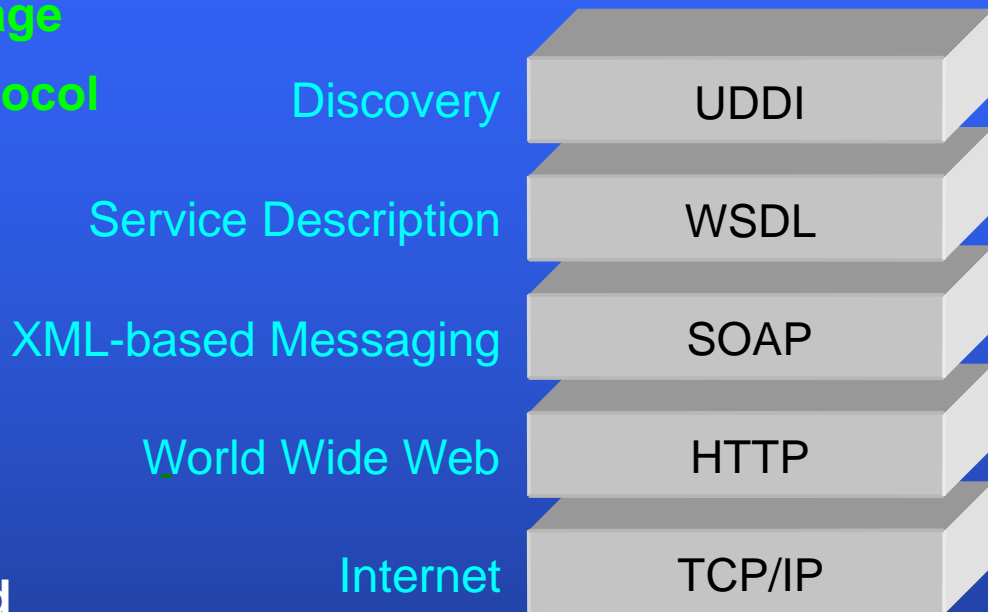 Discovery UDDI
Service Description WSDL
XML-based Messaging SOAP
World Wide Web HTTP
Internet TCP/IP